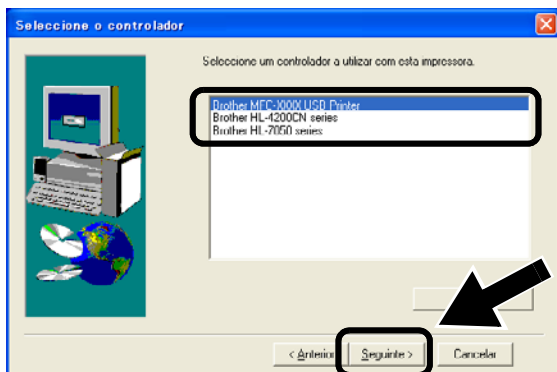 Seleccione o controlador
Seleccione um controlador a utilizar com esta impressora.
Brother MFC-XXXX USB Printer
Brother HL-4200CN series
Brother HL-7050 series
< Anterior
Seguinte >
Cancelar